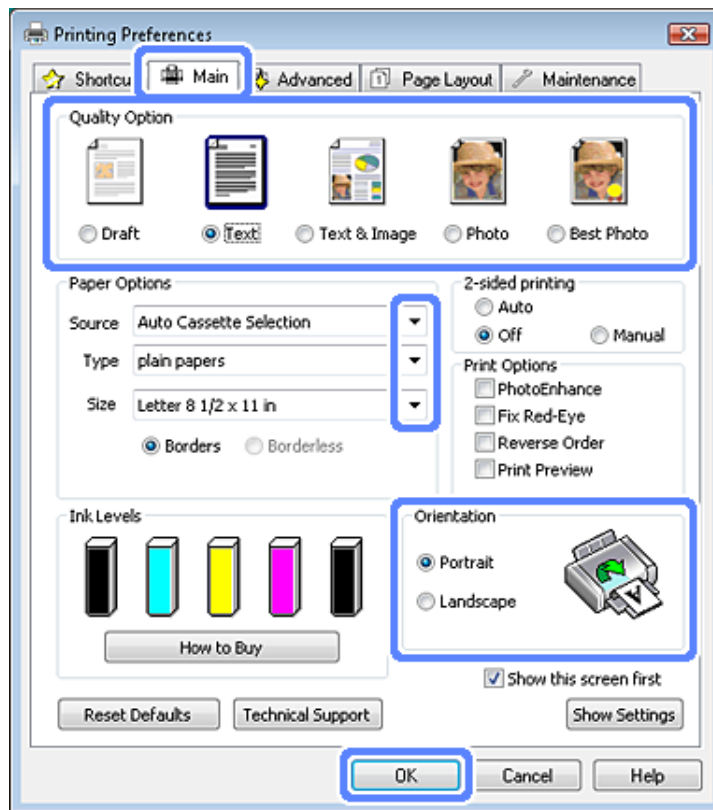 Printing Preferences
Shortcu Main Advanced Page Layout Maintenance
Quality Option
Draft Text Text & Image Photo Best Photo
Paper Options
Source Auto Cassette Selection
Type plain papers
Size Letter 8 1/2 x 11 in
Borders Borderless
2-sided printing
Auto
Off Manual
Print Options
PhotoEnhance
Fix Red-Eye
Reverse Order
Print Preview
Ink Levels
How to Buy
Orientation
Portrait
Landscape
Show this screen first
Reset Defaults Technical Support Show Settings
OK Cancel Help